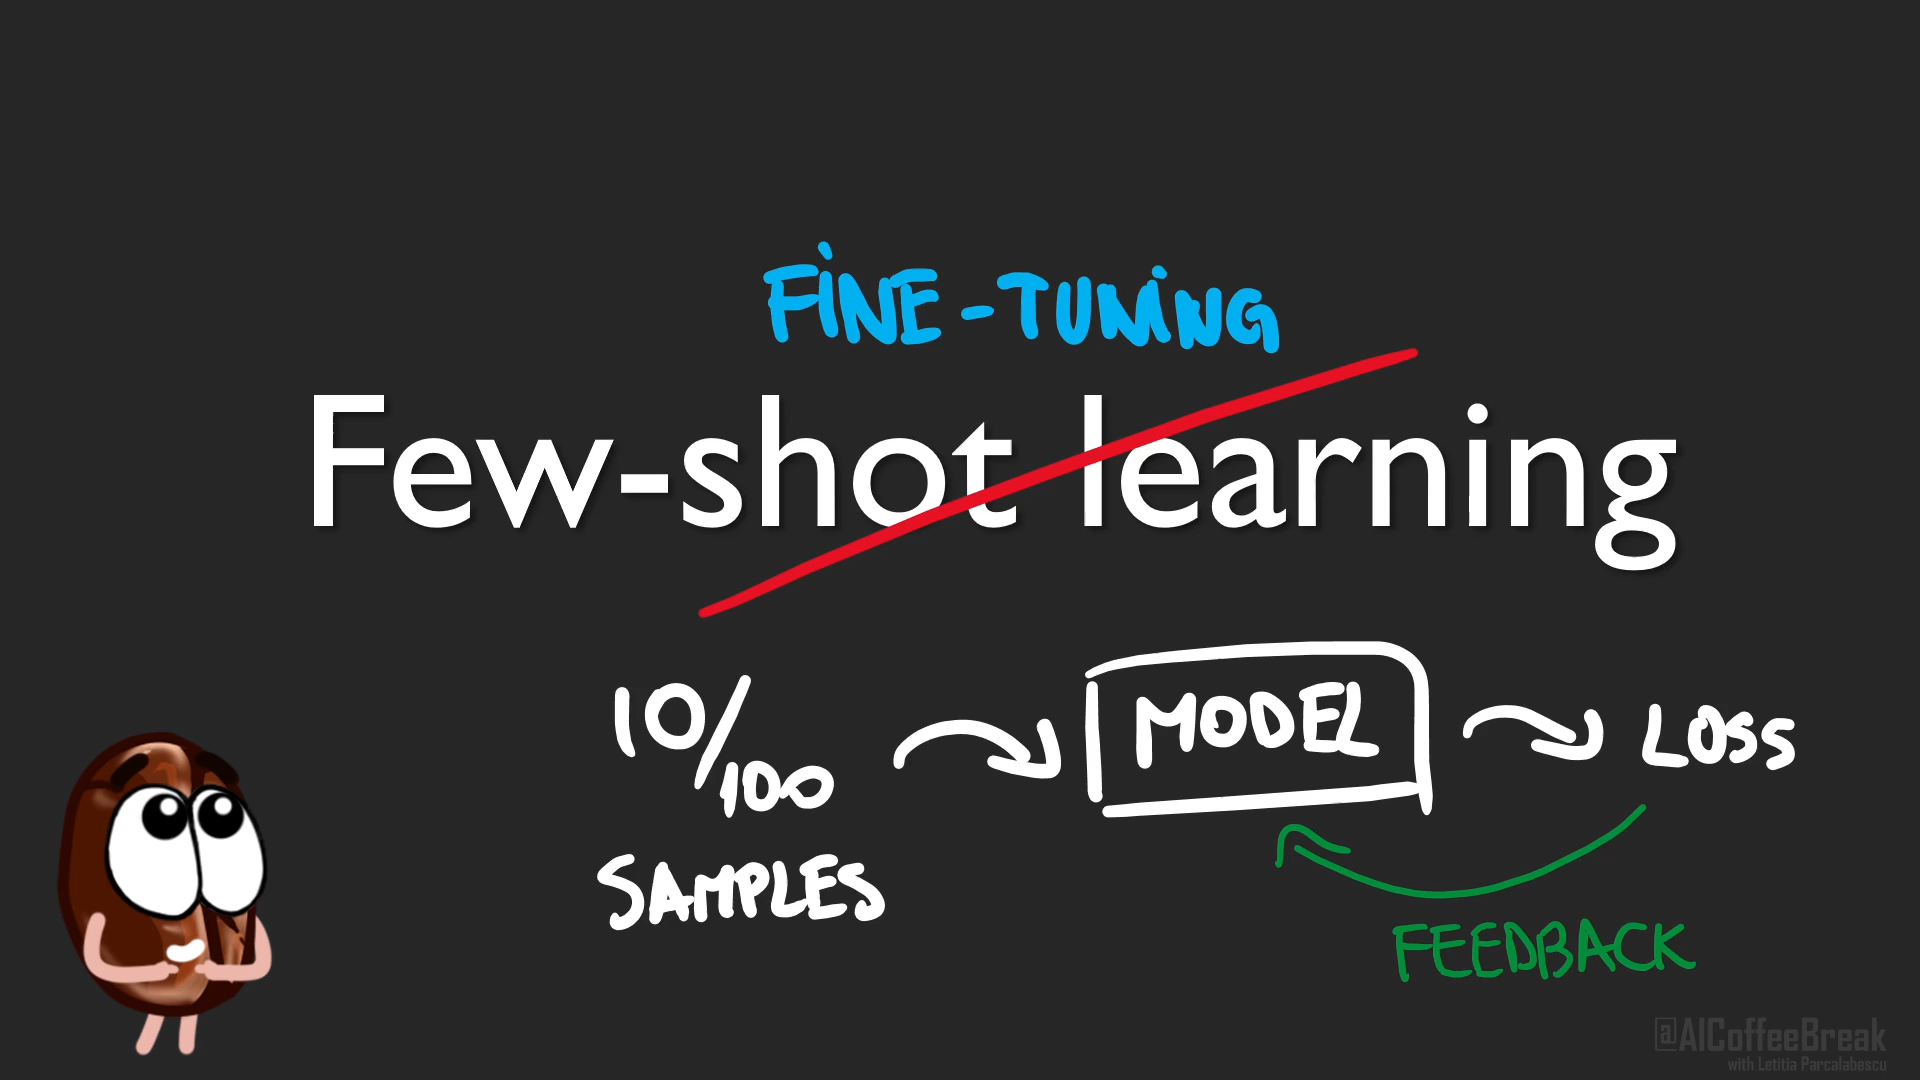 FiNE-TUNiNG
Few-shot learning
10/100
SAMPLES
MODEL
LOSS
FEEDBACK
@AICoffeeBreak
with Letitia Parcalabescu